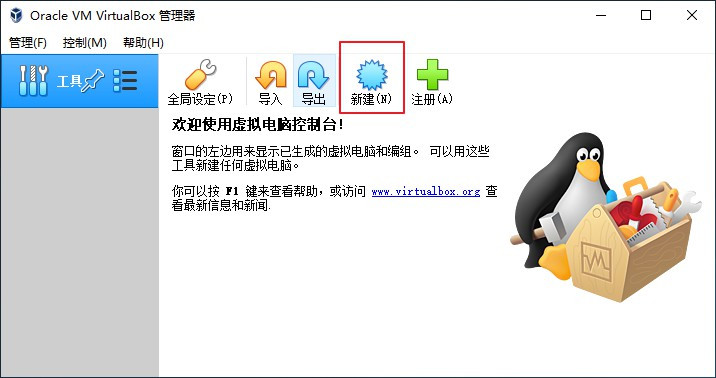 Oracle VM VirtualBox 管理器
管理(F) 控制(M) 帮助(H)
工具
全局设定(P) 导入 导出 新建(N) 注册(A)
欢迎使用虚拟电脑控制台!
窗口的左边用来显示已生成的虚拟电脑和编组。 可以用这些
工具新建任何虚拟电脑。
你可以按 F1 键来查看帮助,或访问 www.virtualbox.org 查
看最新信息和新闻.